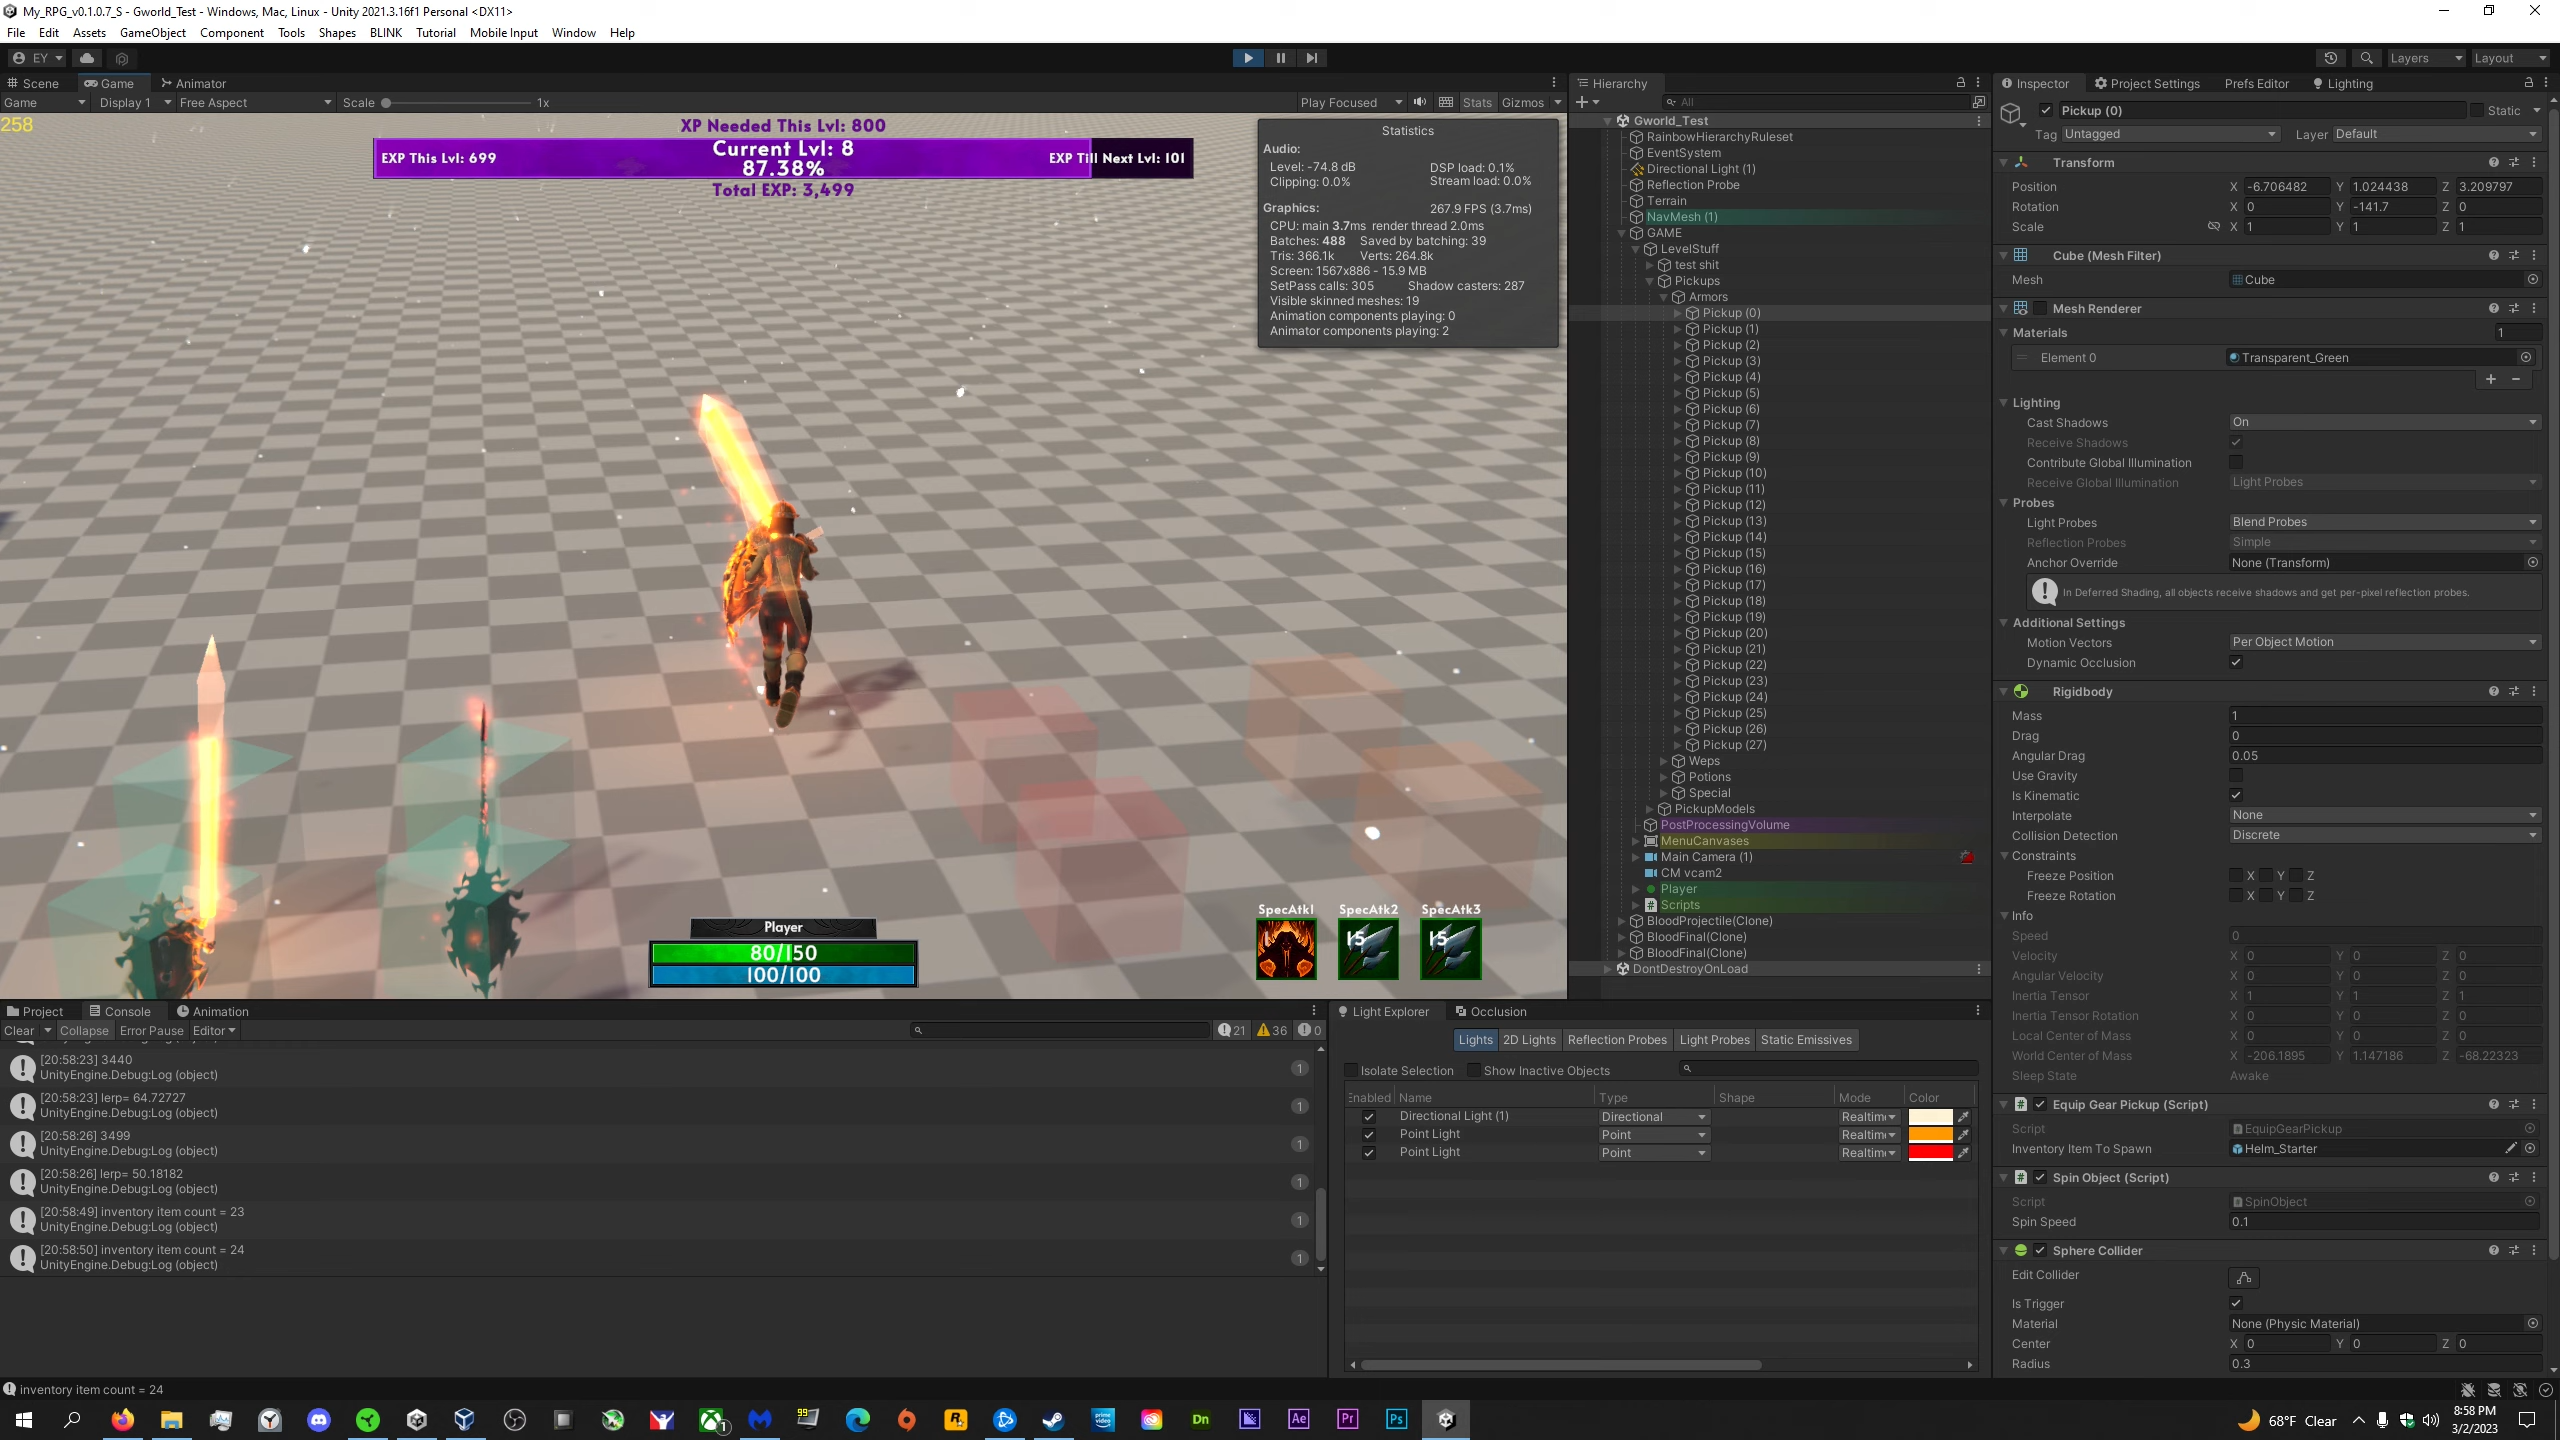 My_RPG_v0.1.0.7_S - Gworld_Test - Windows, Mac, Linux - Unity 2021.3.16f1 Personal <DX11>
File Edit Assets GameObject Component Tools Shapes BLINK Tutorial Mobile Input Window Help
EY Layers Layout
Scene Game Animator
Game Display 1 Free Aspect Scale 1x Play Focused Stats Gizmos
258
XP Needed This Lvl: 800
EXP This Lvl: 699 Current Lvl: 8 EXP Till Next Lvl: 101
87.38%
Total EXP: 3,499
Statistics
Audio:
Level: -74.8 dB DSP load: 0.1%
Clipping: 0.0% Stream load: 0.0%
Graphics: 267.9 FPS (3.7ms)
CPU: main 3.7ms render thread 2.0ms
Batches: 488 Saved by batching: 39
Tris: 366.1k Verts: 264.8k
Screen: 1567x886 - 15.9 MB
SetPass calls: 305 Shadow casters: 287
Visible skinned meshes: 19
Animation components playing: 0
Animator components playing: 2
Player
80/150
100/100
SpecAtk1 SpecAtk2 SpecAtk3
15 15
Hierarchy
All
Gworld_Test
RainbowHierarchyRuleset
EventSystem
Directional Light (1)
Reflection Probe
Terrain
NavMesh (1)
GAME
LevelStuff
test shit
Pickups
Armors
Pickup (0)
Pickup (1)
Pickup (2)
Pickup (3)
Pickup (4)
Pickup (5)
Pickup (6)
Pickup (7)
Pickup (8)
Pickup (9)
Pickup (10)
Pickup (11)
Pickup (12)
Pickup (13)
Pickup (14)
Pickup (15)
Pickup (16)
Pickup (17)
Pickup (18)
Pickup (19)
Pickup (20)
Pickup (21)
Pickup (22)
Pickup (23)
Pickup (24)
Pickup (25)
Pickup (26)
Pickup (27)
Weps
Potions
Special
PickupModels
PostProcessingVolume
MenuCanvases
Main Camera (1)
CM vcam2
Player
Scripts
BloodProjectile(Clone)
BloodFinal(Clone)
BloodFinal(Clone)
DontDestroyOnLoad
Inspector Project Settings Prefs Editor Lighting
Pickup (0) Static
Tag Untagged Layer Default
Transform
Position X -6.706482 Y 1.024438 Z 3.209797
Rotation X 0 Y -141.7 Z 0
Scale X 1 Y 1 Z 1
Cube (Mesh Filter)
Mesh Cube
Mesh Renderer
Materials 1
Element 0 Transparent_Green
Lighting
Cast Shadows On
Receive Shadows
Contribute Global Illumination
Receive Global Illumination Light Probes
Probes
Light Probes Blend Probes
Reflection Probes Simple
Anchor Override None (Transform)
In Deferred Shading, all objects receive shadows and get per-pixel reflection probes.
Additional Settings
Motion Vectors Per Object Motion
Dynamic Occlusion
Rigidbody
Mass 1
Drag 0
Angular Drag 0.05
Use Gravity
Is Kinematic
Interpolate None
Collision Detection Discrete
Constraints
Freeze Position X Y Z
Freeze Rotation X Y Z
Info
Speed 0
Velocity X 0 Y 0 Z 0
Angular Velocity X 0 Y 0 Z 0
Inertia Tensor X 1 Y 1 Z 1
Inertia Tensor Rotation X 0 Y 0 Z 0
Local Center of Mass X 0 Y 0 Z 0
World Center of Mass X -206.1895 Y 1.147186 Z -68.22323
Sleep State Awake
Equip Gear Pickup (Script)
Script EquipGearPickup
Inventory Item To Spawn Helm_Starter
Spin Object (Script)
Script SpinObject
Spin Speed 0.1
Sphere Collider
Edit Collider
Is Trigger
Material None (Physic Material)
Center X 0 Y 0 Z 0
Radius 0.3
Project Console Animation
Clear Collapse Error Pause Editor 21 36 0
UnityEngine.Debug:Log (object)
[20:58:23] 3440 1
UnityEngine.Debug:Log (object)
[20:58:23] lerp= 64.72727 1
UnityEngine.Debug:Log (object)
[20:58:26] 3499 1
UnityEngine.Debug:Log (object)
[20:58:26] lerp= 50.18182 1
UnityEngine.Debug:Log (object)
[20:58:49] inventory item count = 23 1
UnityEngine.Debug:Log (object)
[20:58:50] inventory item count = 24 1
UnityEngine.Debug:Log (object)
Light Explorer Occlusion
Lights 2D Lights Reflection Probes Light Probes Static Emissives
Isolate Selection Show Inactive Objects
Enabled Name Type Shape Mode Color
Directional Light (1) Directional Realtime
Point Light Point Realtime
Point Light Point Realtime
inventory item count = 24
1 99 Dn Ae Pr Ps 68°F Clear 8:58 PM
3/2/2023